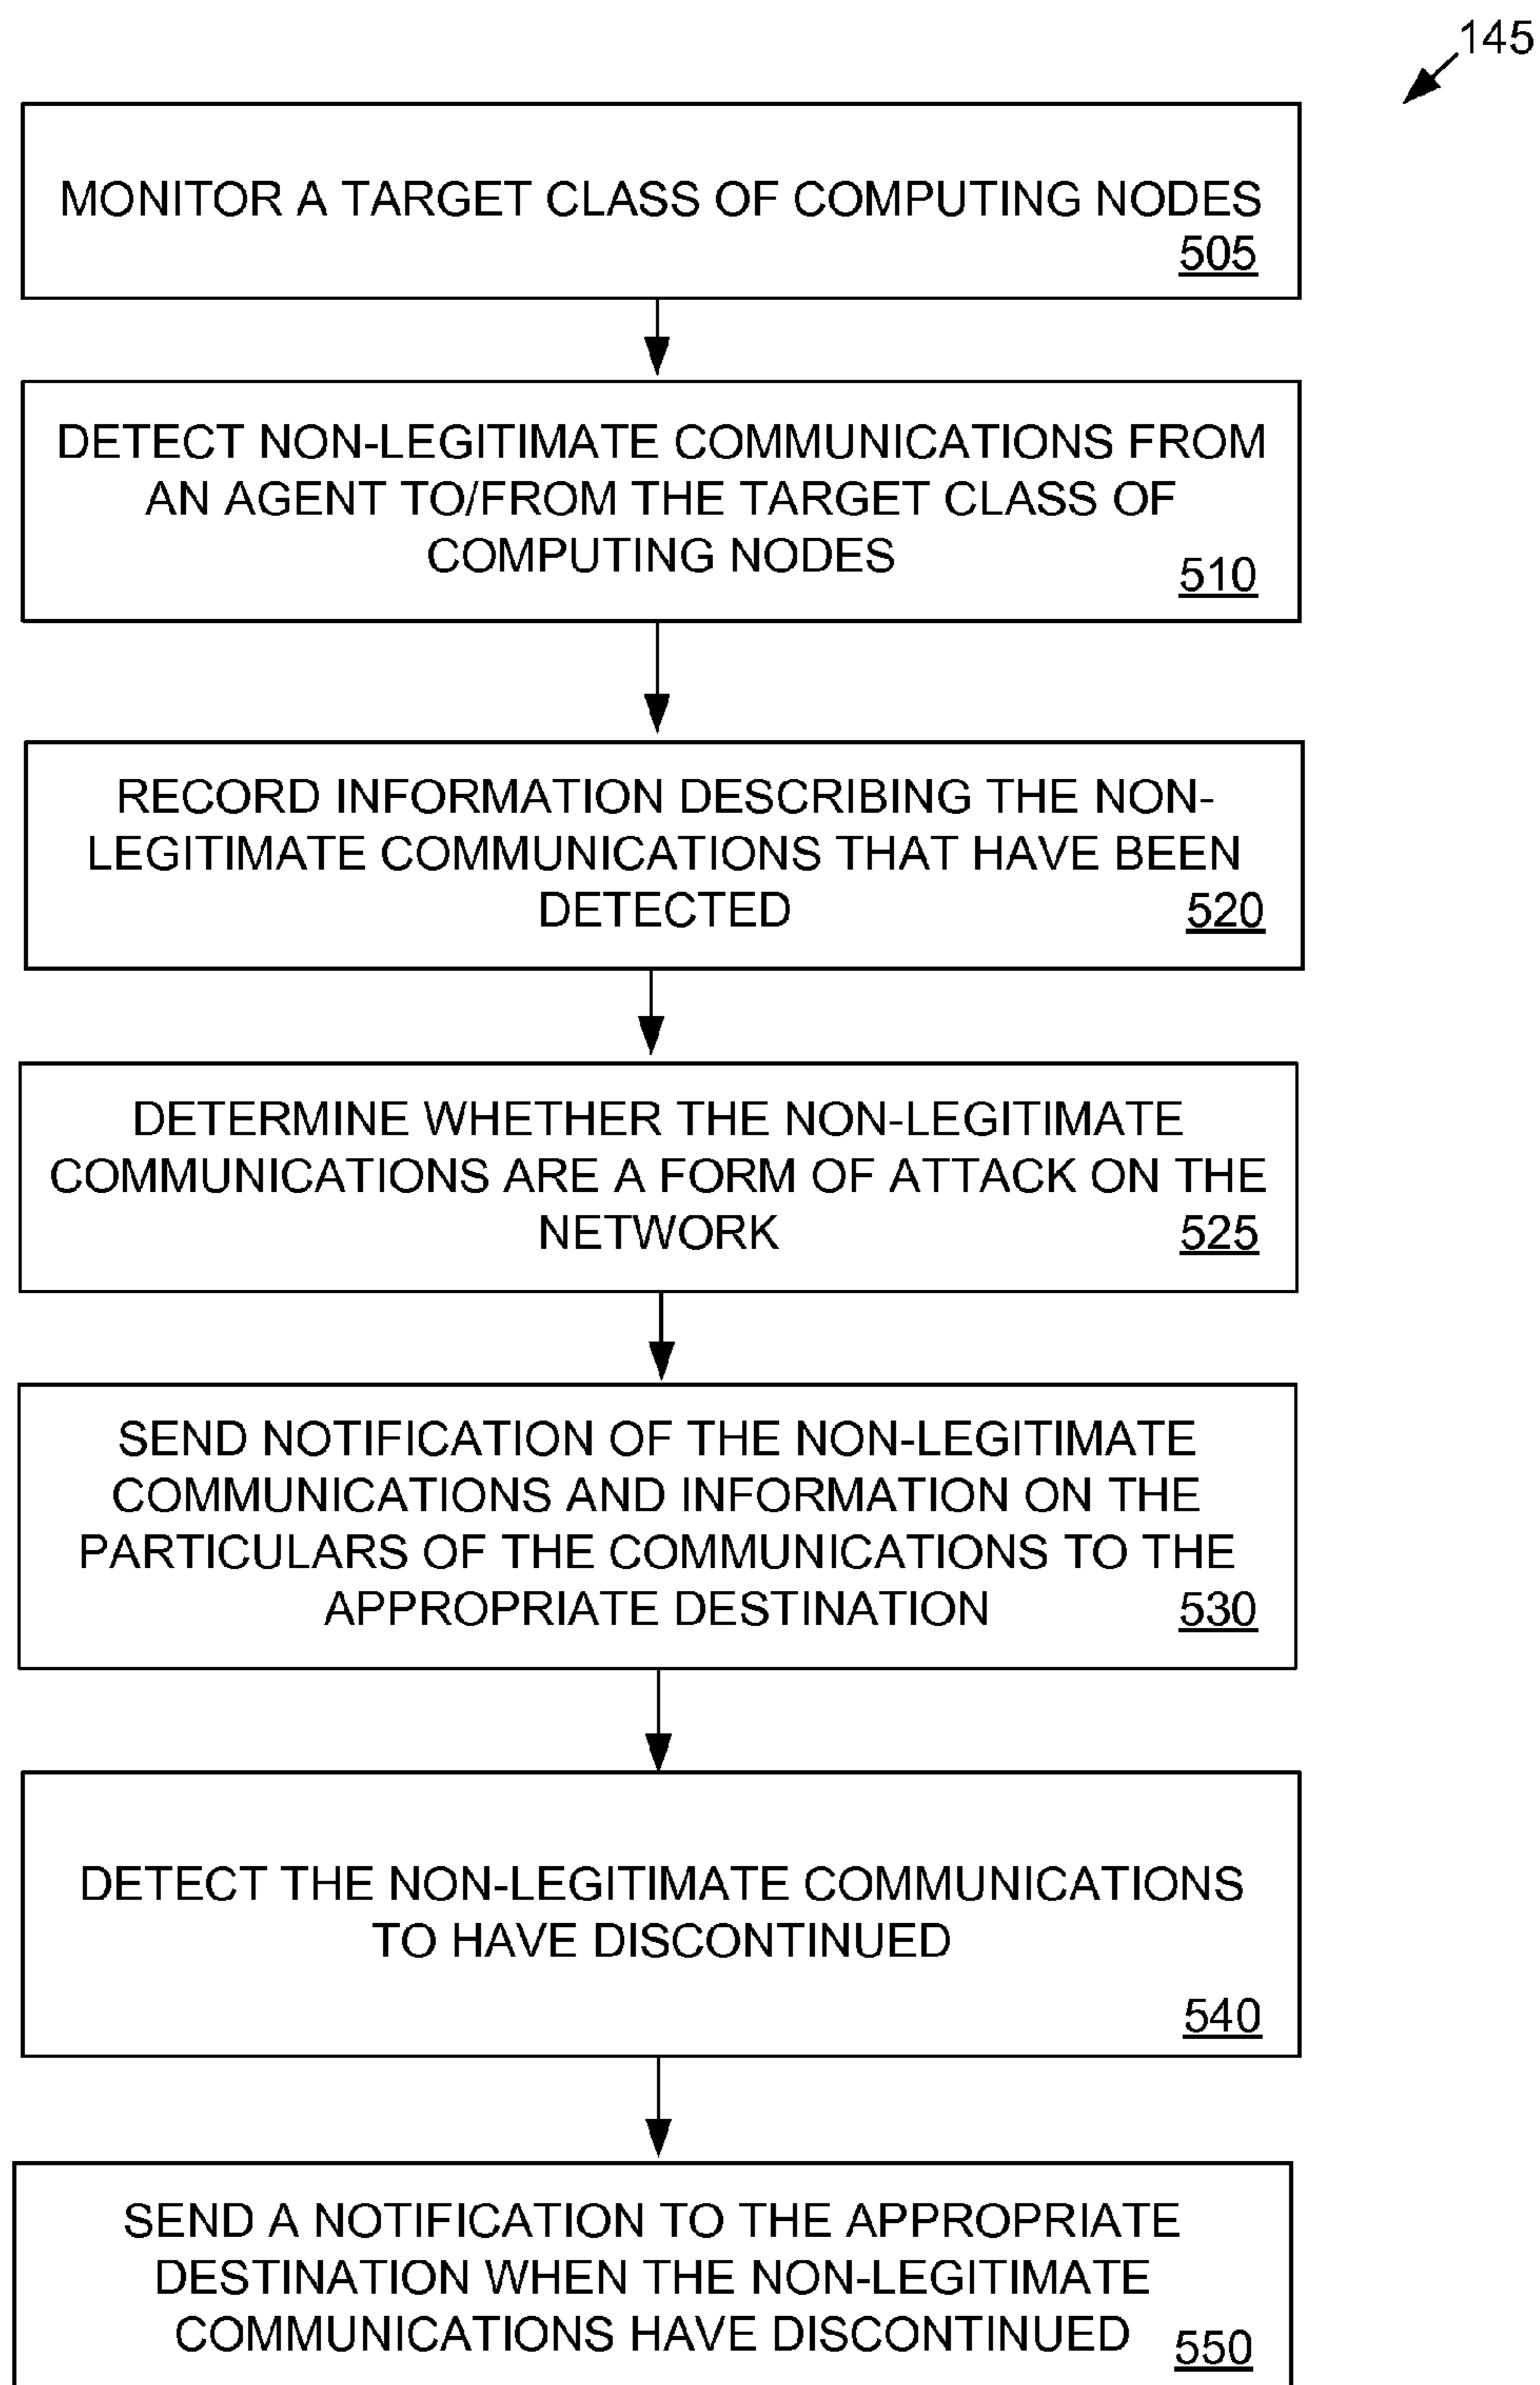 145
MONITOR A TARGET CLASS OF COMPUTING NODES
505
DETECT NON-LEGITIMATE COMMUNICATIONS FROM
AN AGENT TO/FROM THE TARGET CLASS OF
COMPUTING NODES
510
RECORD INFORMATION DESCRIBING THE NON-
LEGITIMATE COMMUNICATIONS THAT HAVE BEEN
DETECTED
520
DETERMINE WHETHER THE NON-LEGITIMATE
COMMUNICATIONS ARE A FORM OF ATTACK ON THE
NETWORK
525
SEND NOTIFICATION OF THE NON-LEGITIMATE
COMMUNICATIONS AND INFORMATION ON THE
PARTICULARS OF THE COMMUNICATIONS TO THE
APPROPRIATE DESTINATION
530
DETECT THE NON-LEGITIMATE COMMUNICATIONS
TO HAVE DISCONTINUED
540
SEND A NOTIFICATION TO THE APPROPRIATE
DESTINATION WHEN THE NON-LEGITIMATE
COMMUNICATIONS HAVE DISCONTINUED
550